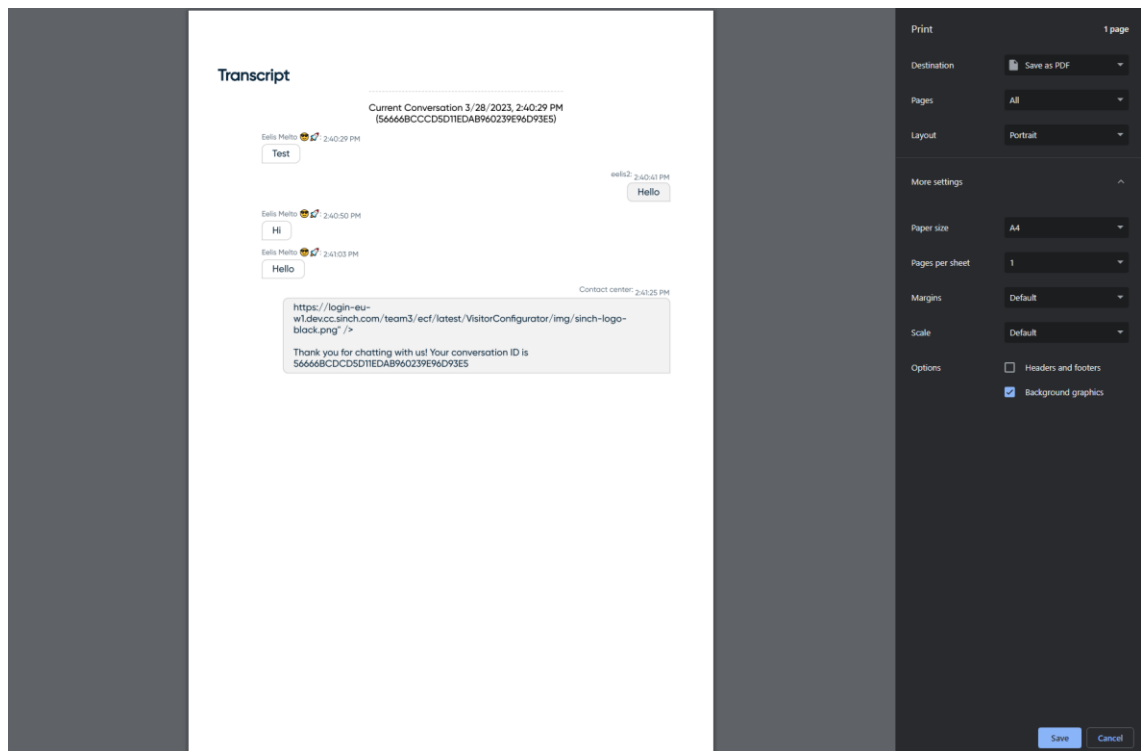 Transcript
Current Conversation 3/28/2023, 2:40:29 PM
(56666BCCCD5D11EDAB960239E96D93E5)
Eelis Melto 😎🚀: 2:40:29 PM
Test
eelis2: 2:40:41 PM
Hello
Eelis Melto 😎🚀: 2:40:50 PM
Hi
Eelis Melto 😎🚀: 2:41:03 PM
Hello
Contact center: 2:41:25 PM
https://login-eu-
w1.dev.cc.sinch.com/team3/ecf/latest/VisitorConfigurator/img/sinch-logo-
black.png" />
Thank you for chatting with us! Your conversation ID is
56666BCDCD5D11EDAB960239E96D93E5
Print 1 page
Destination Save as PDF
Pages All
Layout Portrait
More settings
Paper size A4
Pages per sheet 1
Margins Default
Scale Default
Options Headers and footers
Background graphics
Save Cancel